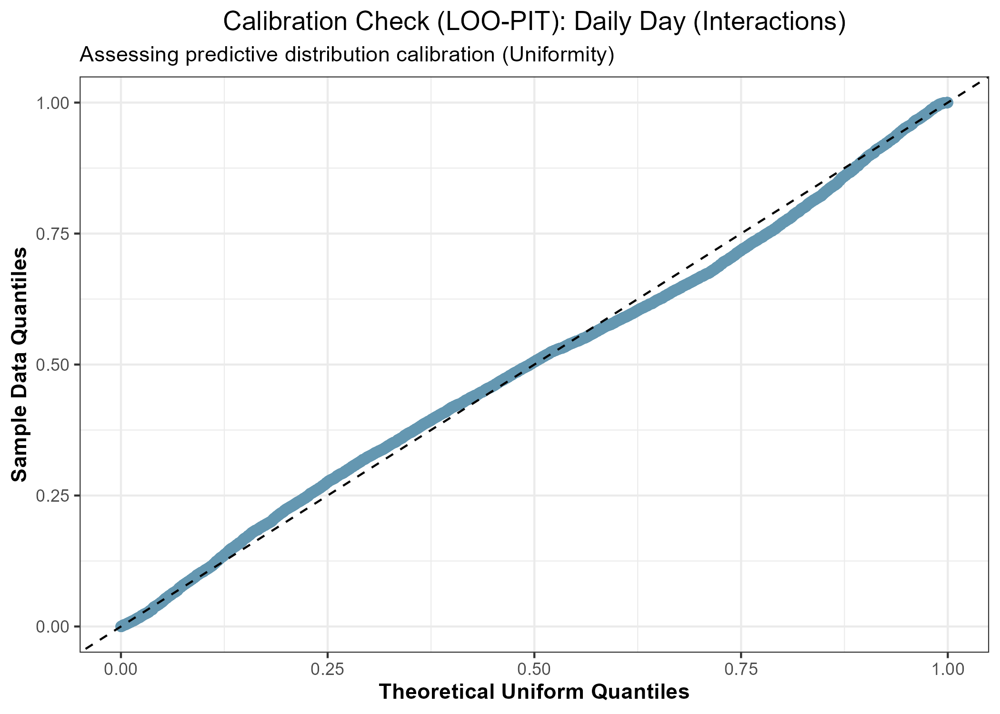 Calibration Check (LOO-PIT): Daily Day (Interactions)
Assessing predictive distribution calibration (Uniformity)
1.00
0.75
0.50
0.25
0.00
Sample Data Quantiles
0.00
0.25
0.50
0.75
1.00
Theoretical Uniform Quantiles